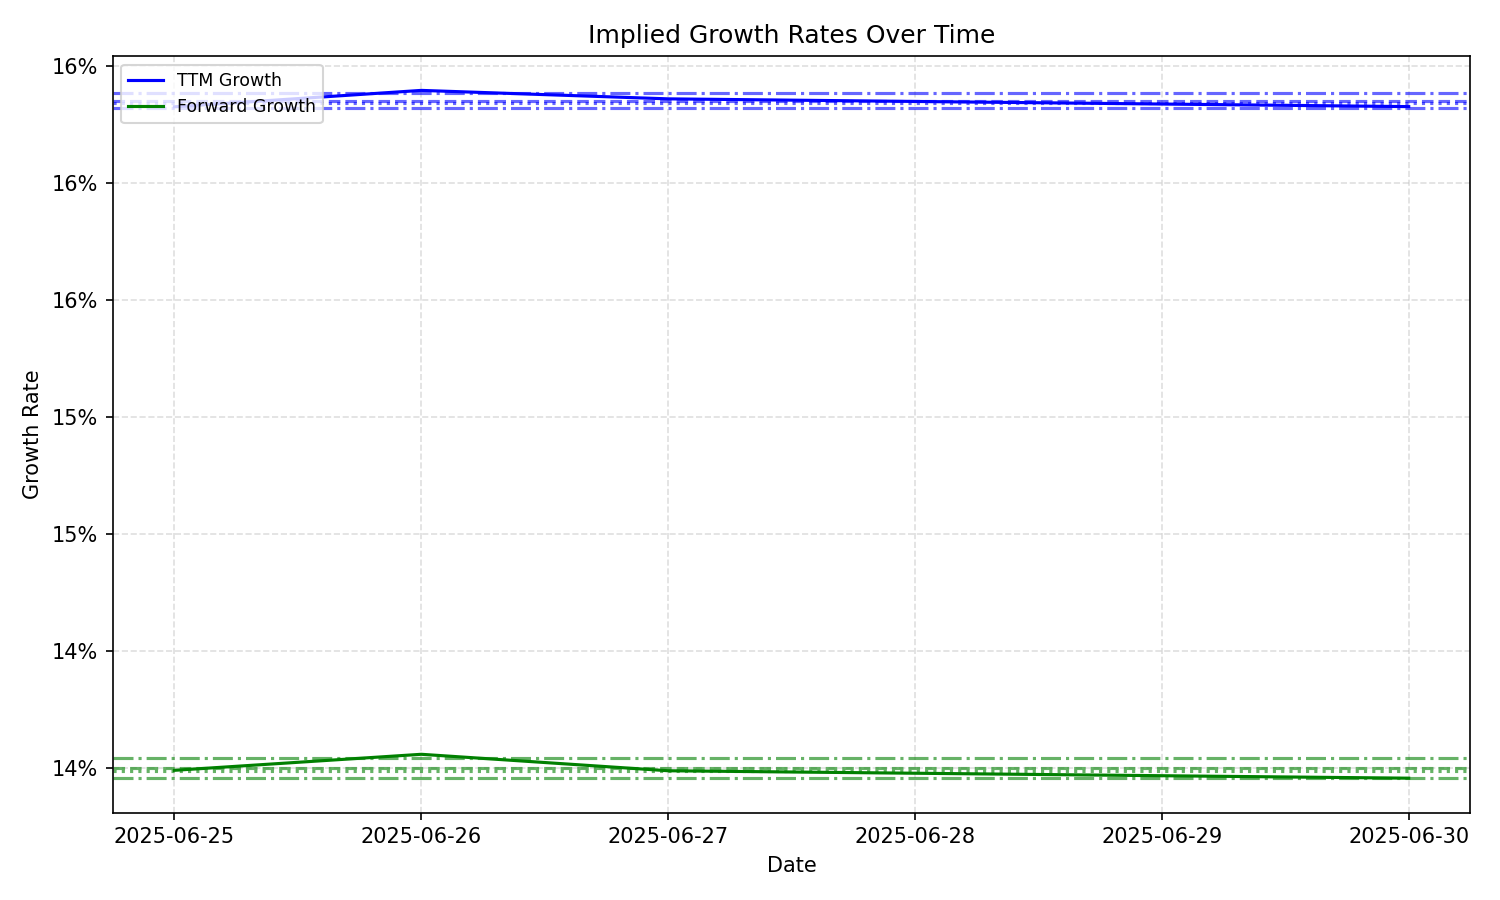 Implied Growth Rates Over Time
TTM Growth
Forward Growth
16%
16%
16%
15%
15%
14%
14%
Growth Rate
2025-06-25
2025-06-26
2025-06-27
2025-06-28
2025-06-29
2025-06-30
Date